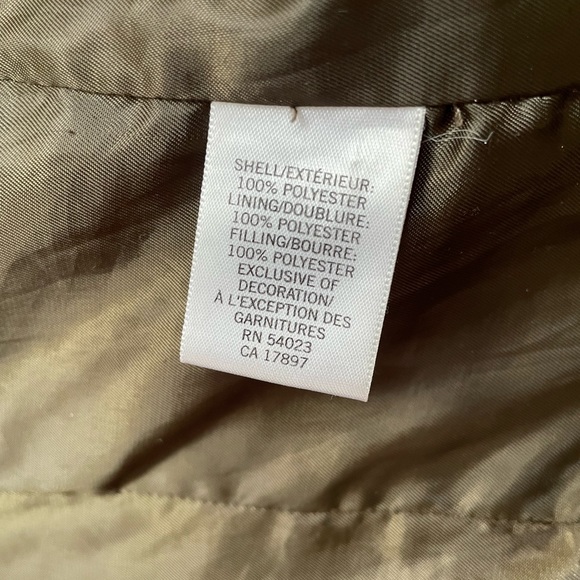 SHELL/EXTÉRIEUR:
100% POLYESTER
LINING/DOUBLURE:
100% POLYESTER
FILLING/BOURRE:
100% POLYESTER
EXCLUSIVE OF
DECORATION/
À L'EXCEPTION DES
GARNITURES
RN 54023
CA 17897